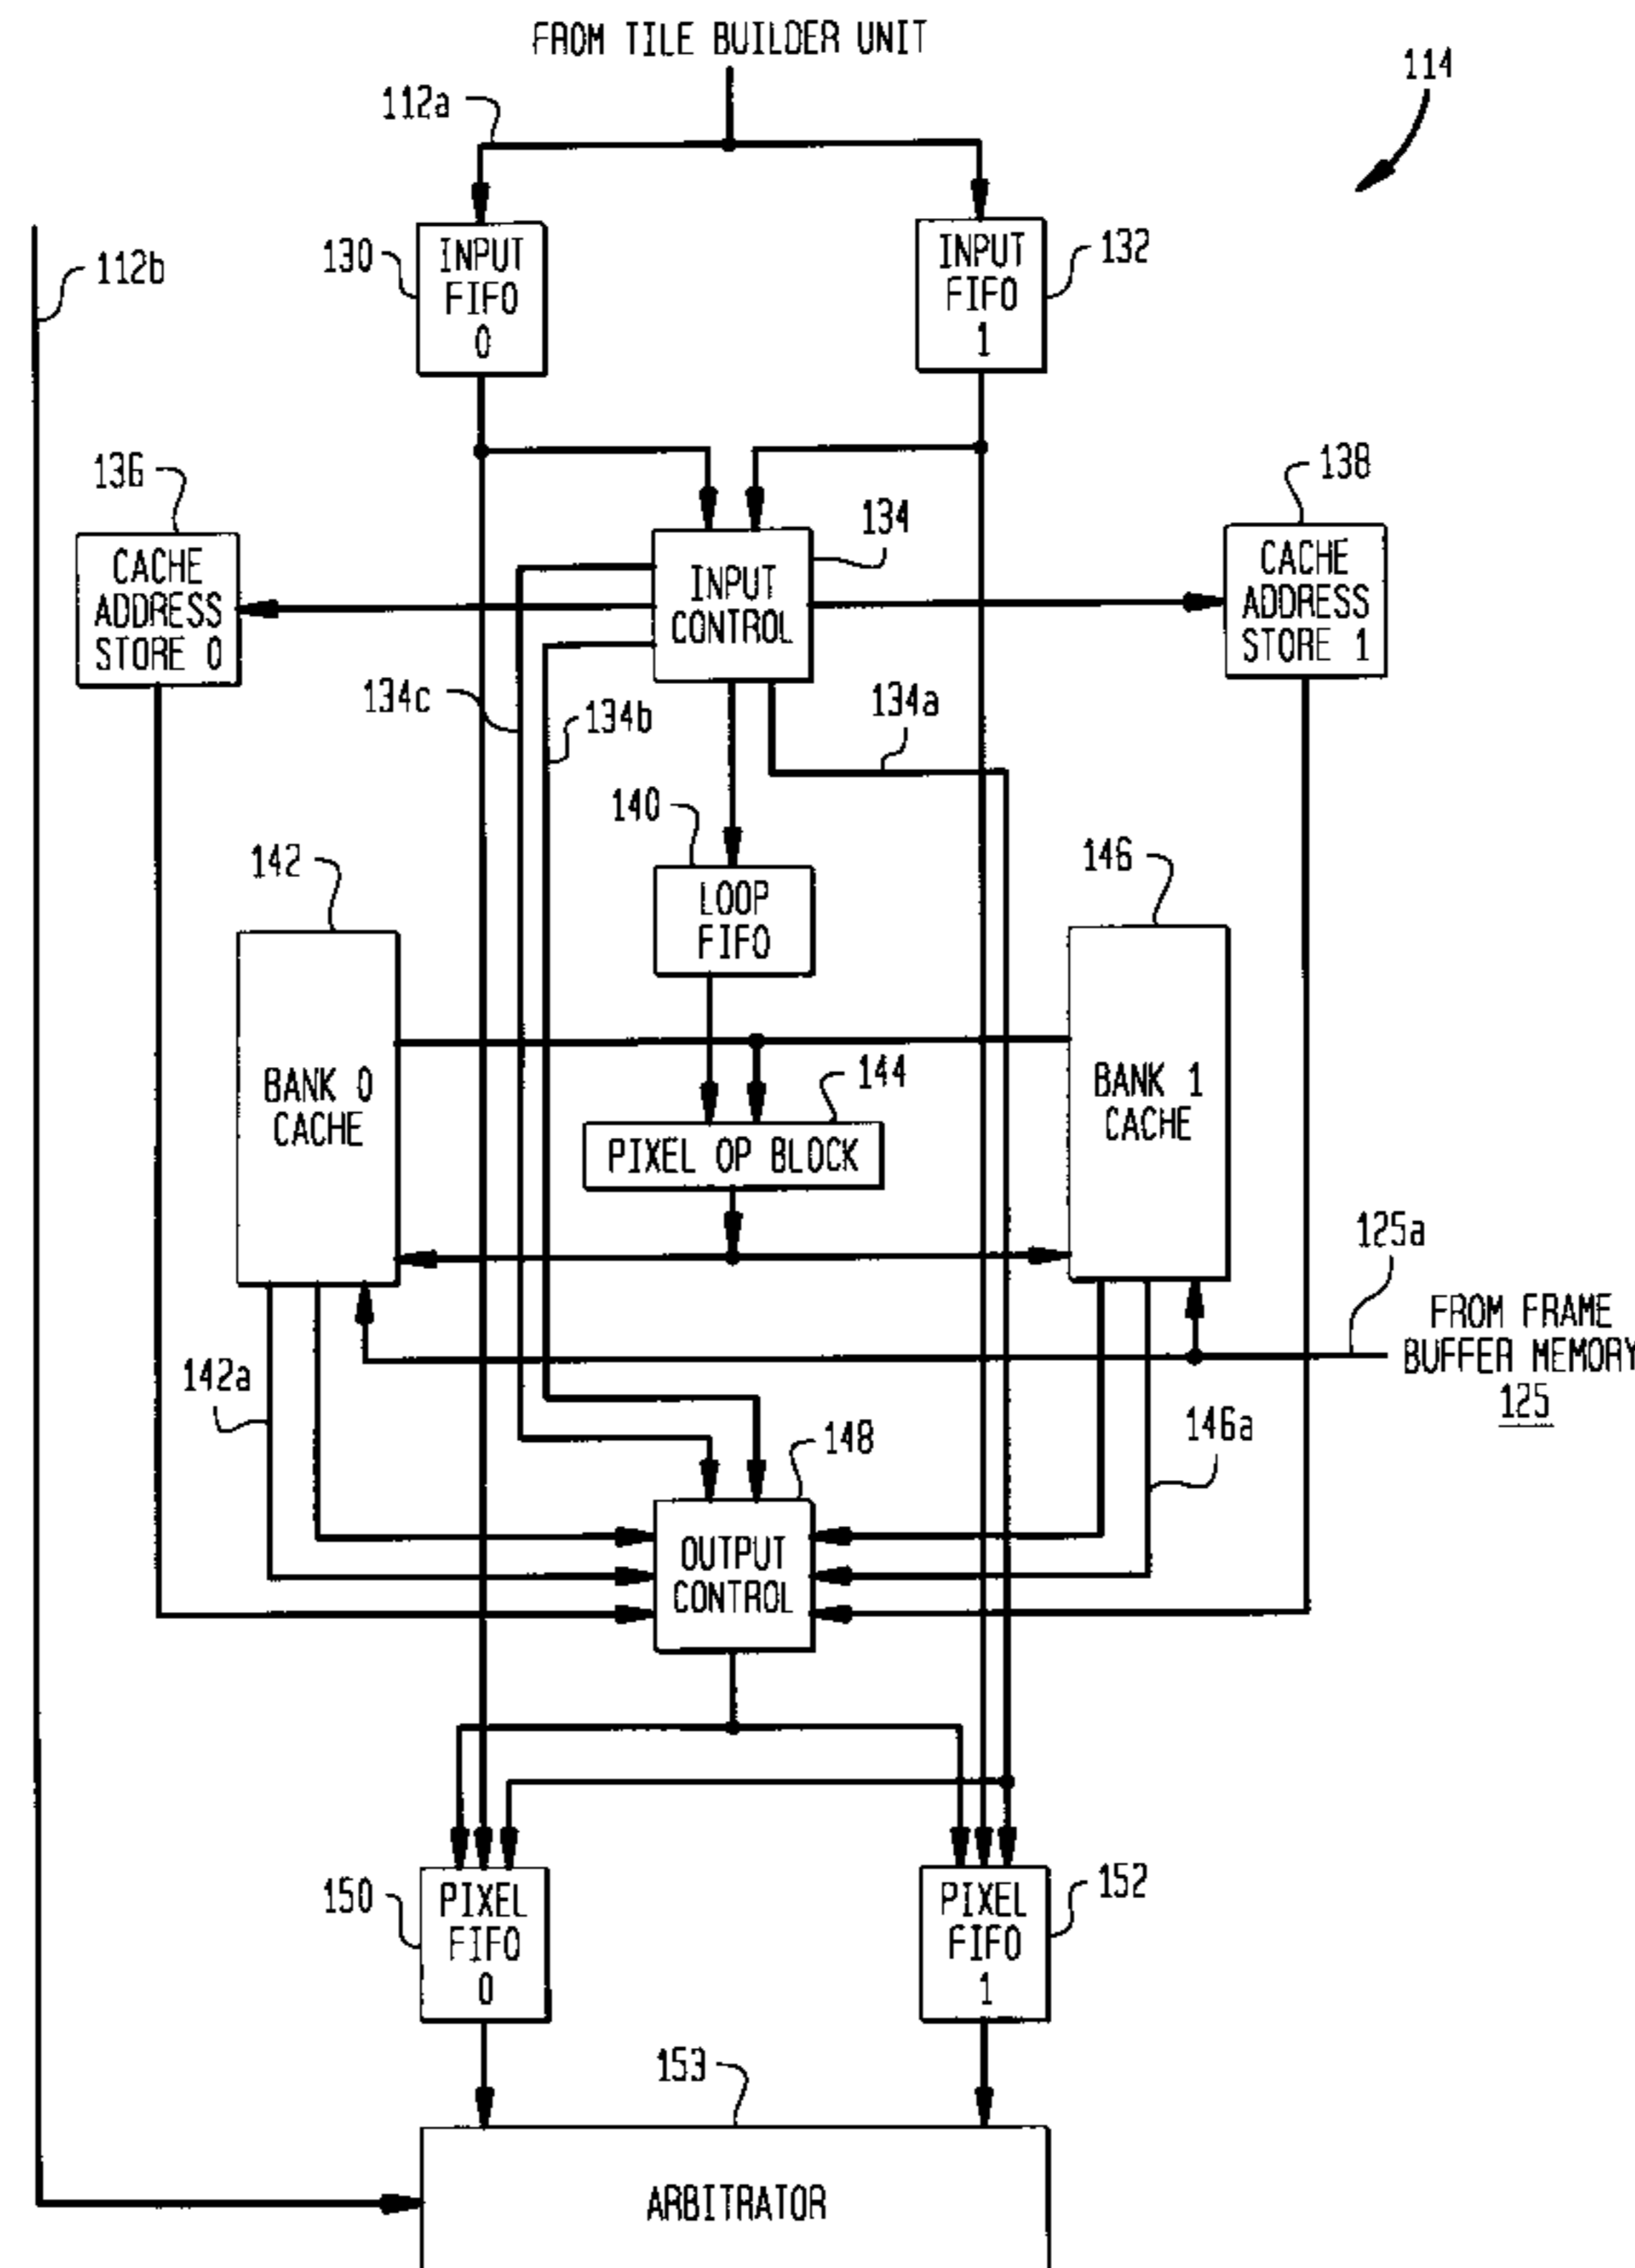 FROM TILE BUILDER UNIT
114
112a
112b
130
INPUT
FIFO
0
INPUT
FIFO
1
132
136
138
CACHE
ADDRESS
STORE 0
134
INPUT
CONTROL
CACHE
ADDRESS
STORE 1
134c
134b
134a
140
LOOP
FIFO
142
146
BANK 0
CACHE
144
PIXEL OP BLOCK
BANK 1
CACHE
125a
FROM FRAME
BUFFER MEMORY
125
142a
146a
148
OUTPUT
CONTROL
150
PIXEL
FIFO
0
PIXEL
FIFO
1
152
153
ARBITRATOR